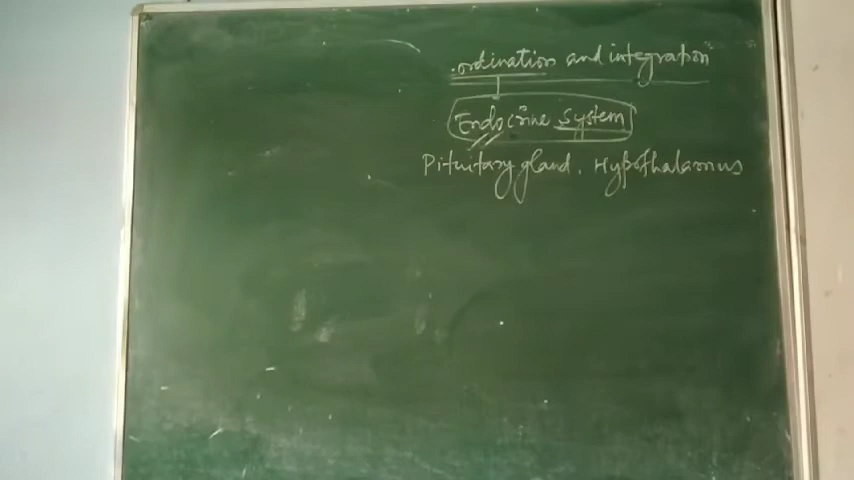 .ordination and integration"
Endocrine System
Pituitary gland. Hypothalamus